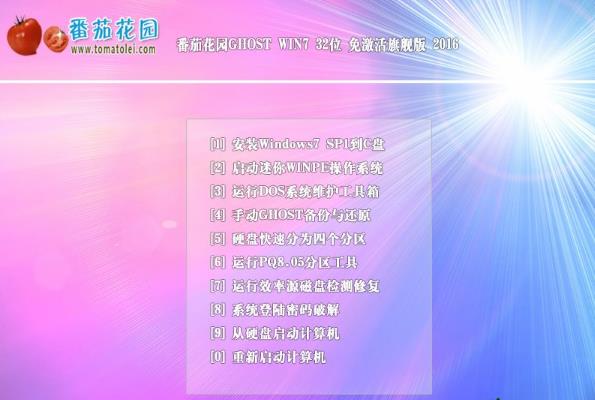 番茄花园
www.tomatolei.com
番茄花园GHOST WIN7 32位 免激活旗舰版 2016
[1] 安装Windows7 SP1到C盘
[2] 启动迷你WINPE操作系统
[3] 运行DOS系统维护工具箱
[4] 手动GHOST备份与还原
[5] 硬盘快速分为四个分区
[6] 运行PQ8.05分区工具
[7] 运行效率源磁盘检测修复
[8] 系统登陆密码破解
[9] 从硬盘启动计算机
[0] 重新启动计算机